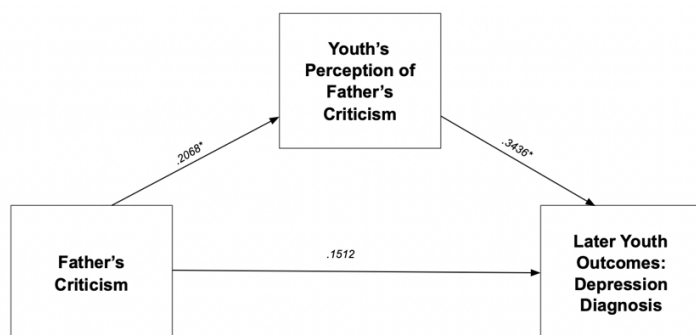 Youth's
Perception of
Father's
Criticism
.2068*
.3436*
Father's
Criticism
.1512
Later Youth
Outcomes:
Depression
Diagnosis